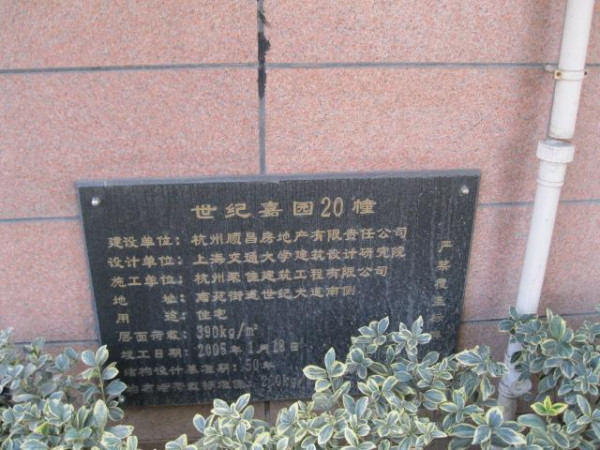 世纪嘉园20幢
建设单位：杭州顺昌房地产有限责任公司
设计单位：上海交通大学建筑设计研究院
施工单位：杭州聚佳建筑工程有限公司
地 址：南苑街道世纪大道南侧
用 途：住宅
层面荷载：390kg/m²
竣工日期：2005年1月18日
结构设计基准期：50年
严禁